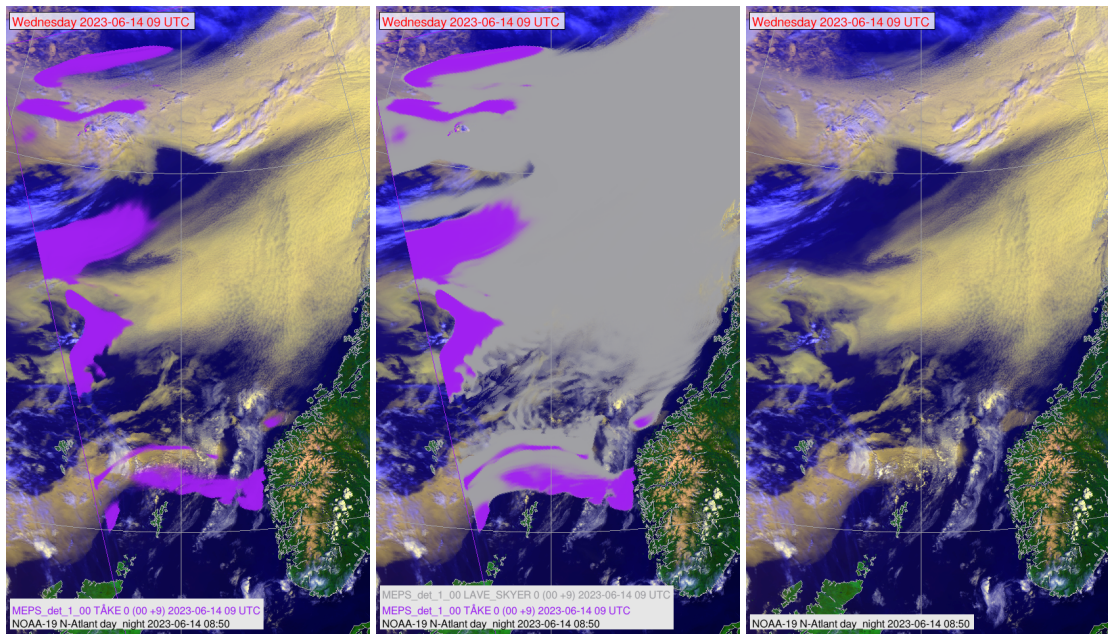 Wednesday 2023-06-14 09 UTC
MEPS_det_1_00 TÅKE 0 (00 +9) 2023-06-14 09 UTC
NOAA-19 N-Atlant day_night 2023-06-14 08:50
Wednesday 2023-06-14 09 UTC
MEPS_det_1_00 LAVE_SKYER 0 (00 +9) 2023-06-14 09 UTC
MEPS_det_1_00 TÅKE 0 (00 +9) 2023-06-14 09 UTC
NOAA-19 N-Atlant day_night 2023-06-14 08:50
Wednesday 2023-06-14 09 UTC
NOAA-19 N-Atlant day_night 2023-06-14 08:50